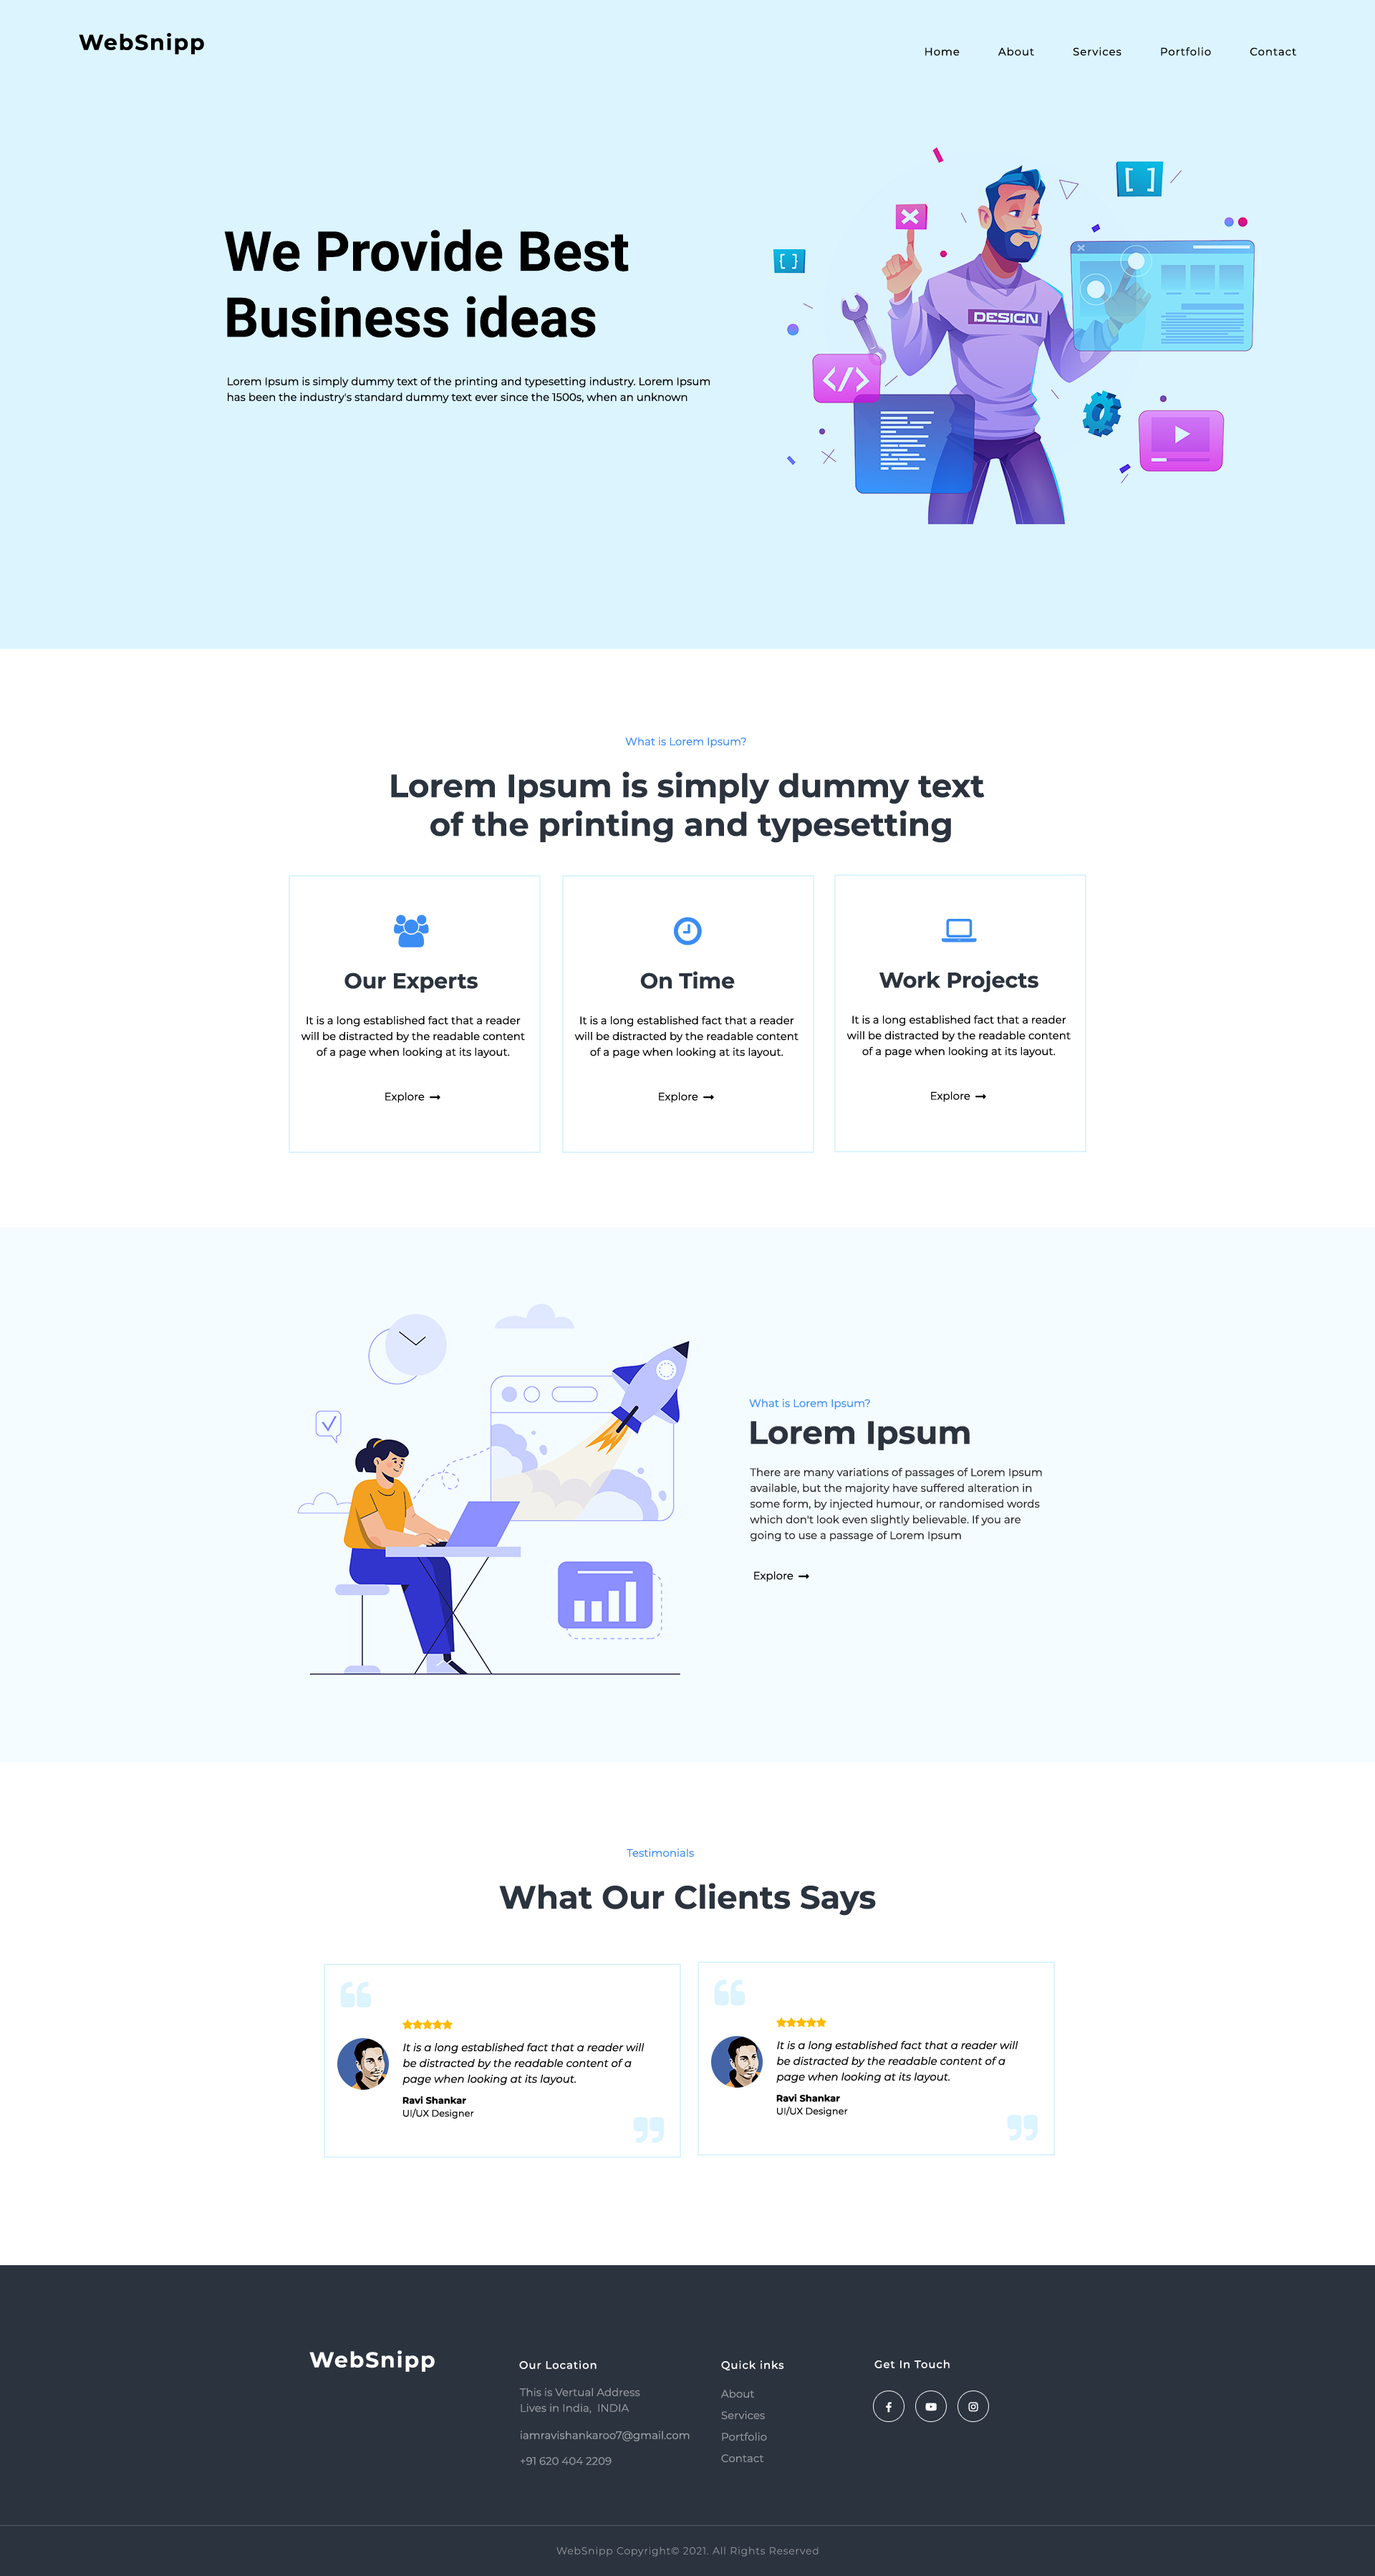 WebSnipp
Home About Services Portfolio Contact
We Provide Best
Business ideas
Lorem Ipsum is simply dummy text of the printing and typesetting industry. Lorem Ipsum
has been the industry's standard dummy text ever since the 1500s, when an unknown
[ ]
[ ]
DESIGN
</>
What is Lorem Ipsum?
Lorem Ipsum is simply dummy text
of the printing and typesetting
Our Experts
It is a long established fact that a reader
will be distracted by the readable content
of a page when looking at its layout.
Explore
On Time
It is a long established fact that a reader
will be distracted by the readable content
of a page when looking at its layout.
Explore
Work Projects
It is a long established fact that a reader
will be distracted by the readable content
of a page when looking at its layout.
Explore
What is Lorem Ipsum?
Lorem Ipsum
There are many variations of passages of Lorem Ipsum
available, but the majority have suffered alteration in
some form, by injected humour, or randomised words
which don't look even slightly believable. If you are
going to use a passage of Lorem Ipsum
Explore
Testimonials
What Our Clients Says
It is a long established fact that a reader will
be distracted by the readable content of a
page when looking at its layout.
Ravi Shankar
UI/UX Designer
It is a long established fact that a reader will
be distracted by the readable content of a
page when looking at its layout.
Ravi Shankar
UI/UX Designer
WebSnipp
Our Location
This is Vertual Address
Lives in India, INDIA
iamravishankaroo7@gmail.com
+91 620 404 2209
Quick inks
About
Services
Portfolio
Contact
Get In Touch
WebSnipp Copyright© 2021. All Rights Reserved